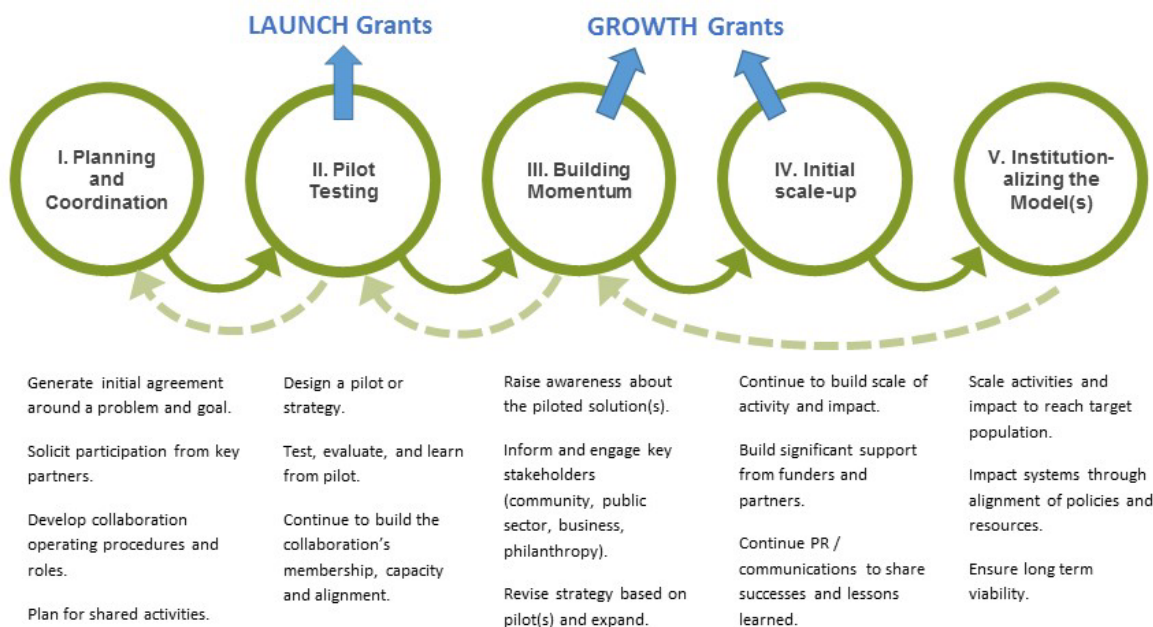 LAUNCH Grants
GROWTH Grants
I. Planning
and
Coordination
II. Pilot
Testing
III. Building
Momentum
IV. Initial
scale-up
V. Institution-
alizing the
Model(s)
Generate initial agreement
around a problem and goal.
Solicit participation from key
partners.
Develop collaboration
operating procedures and
roles.
Plan for shared activities.
Design a pilot or
strategy.
Test, evaluate, and learn
from pilot.
Continue to build the
collaboration's
membership, capacity
and alignment.
Raise awareness about
the piloted solution(s).
Inform and engage key
stakeholders
(community, public
sector, business,
philanthropy).
Revise strategy based on
pilot(s) and expand.
Continue to build scale of
activity and impact.
Build significant support
from funders and
partners.
Continue PR /
communications to share
successes and lessons
learned.
Scale activities and
impact to reach target
population.
Impact systems through
alignment of policies and
resources.
Ensure long term
viability.